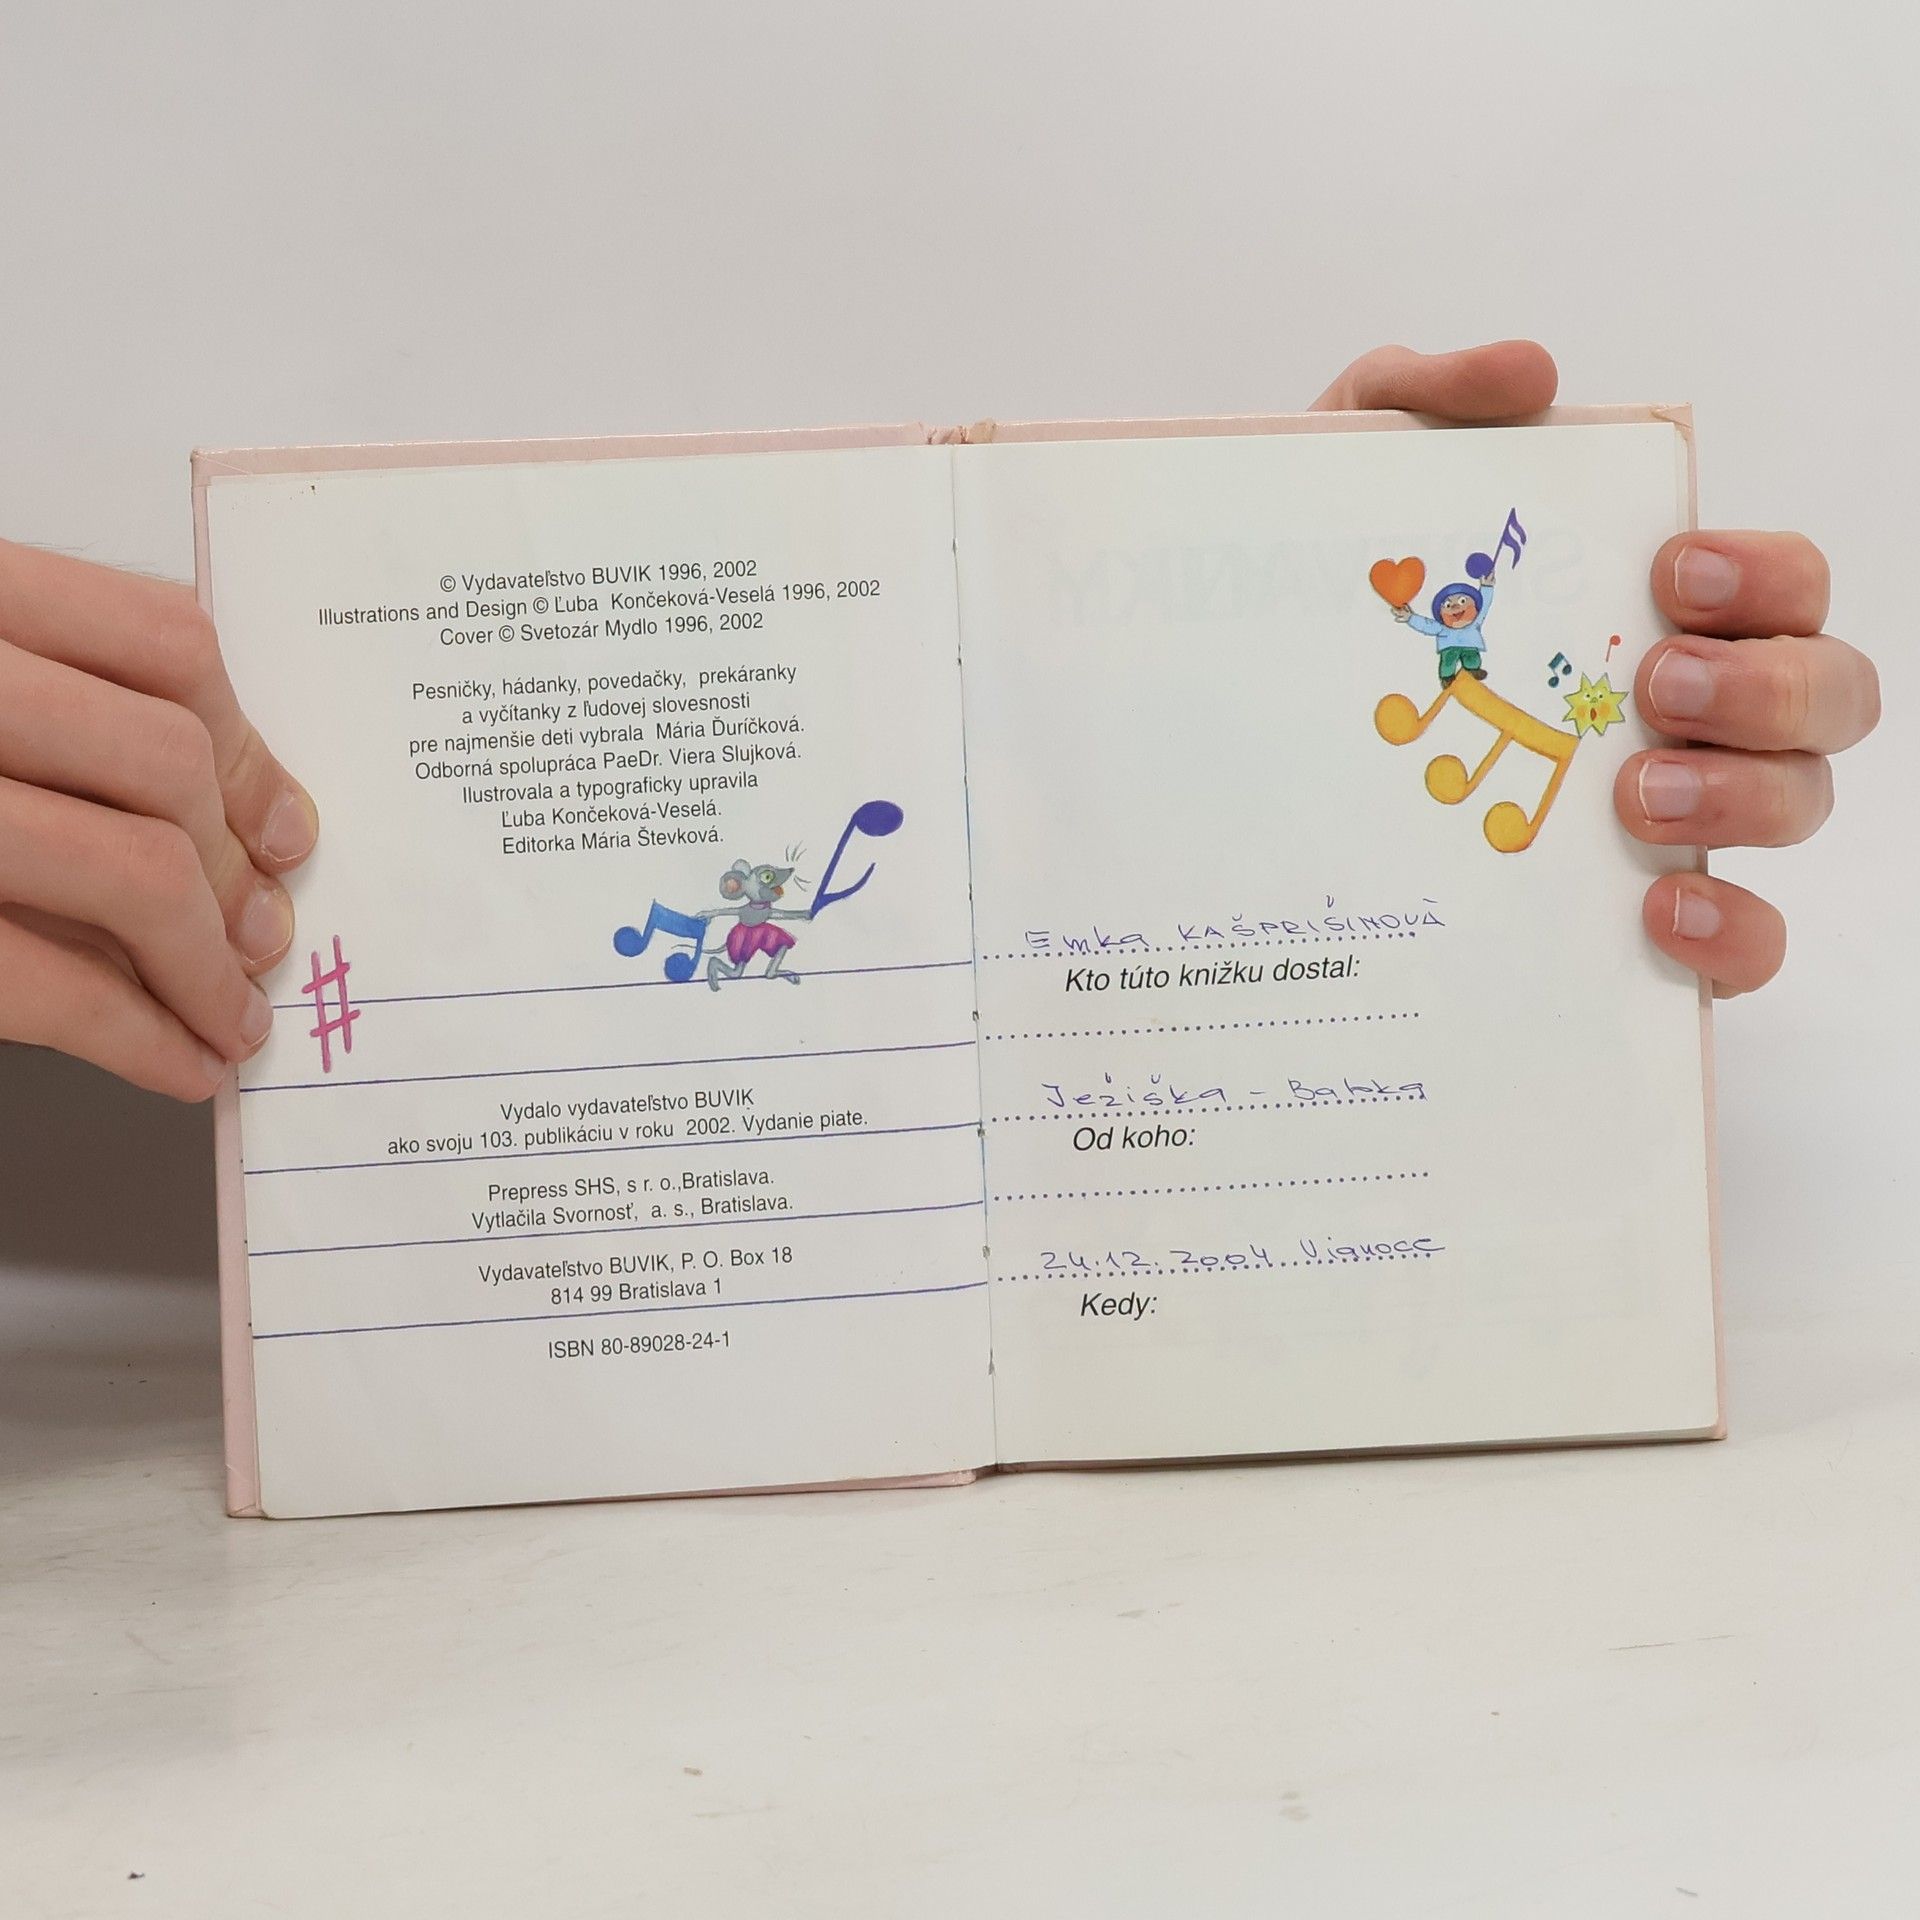 © Vydavateľstvo BUVIK 1996, 2002
Illustrations and Design © Ľuba Končeková-Veselá 1996, 2002
Cover © Svetozár Mydlo 1996, 2002
Pesničky, hádanky, povedačky, prekáranky
a vyčítanky z ľudovej slovesnosti
pre najmenšie deti vybrala Mária Ďuríčková.
Odborná spolupráca PaeDr. Viera Slujková.
Ilustrovala a typograficky upravila
Ľuba Končeková-Veselá.
Editorka Mária Števková.
Vydalo vydavateľstvo BUVIK
ako svoju 103. publikáciu v roku 2002. Vydanie piate.
Prepress SHS, s r. o.,Bratislava.
Vytlačila Svornosť, a. s., Bratislava.
Vydavateľstvo BUVIK, P. O. Box 18
814 99 Bratislava 1
ISBN 80-89028-24-1
Emka KAŠPRIŠINOVÁ
Kto túto knižku dostal:
Ježiška - Babka
Od koho:
24.12.2004 Vianoce
Kedy: